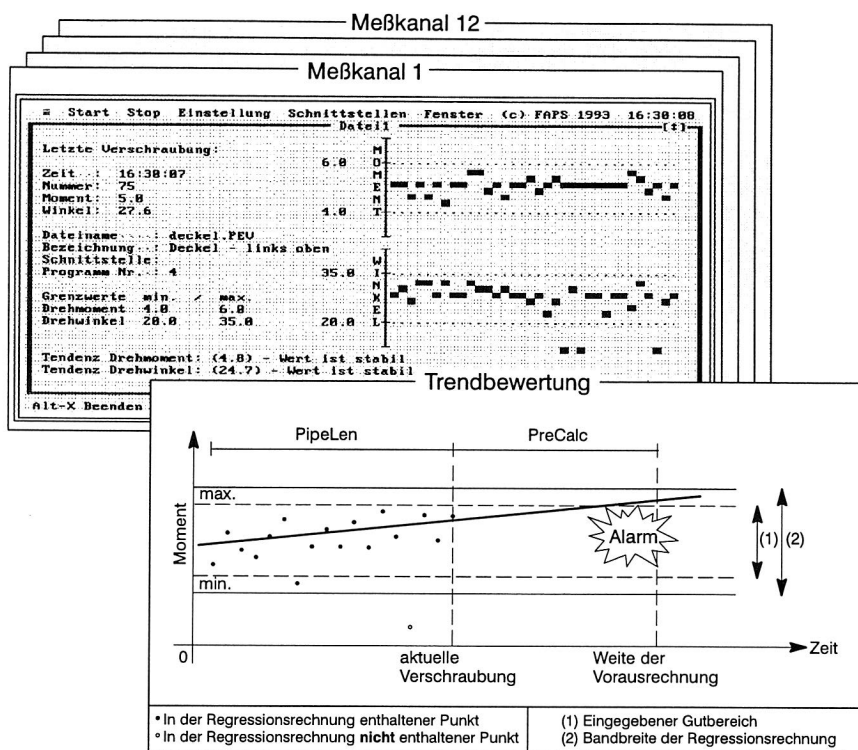 Meßkanal 12
Meßkanal 1
≡ Start Stop Einstellung Schnittstellen Fenster (c) FAPS 1993 16:30:08
Datei1 [↕]
Letzte Verschraubung:
Zeit : 16:30:07
Nummer: 75
Moment: 5.0
Winkel: 27.6
6.0
4.0
MOMENT
Dateiname : deckel.PEV
Bezeichnung : Deckel - links oben
Schnittstelle:
Programm Nr. : 4
35.0
20.0
WINKEL
Grenzwerte min. / max.
Drehmoment 4.0 6.0
Drehwinkel 20.0 35.0
Tendenz Drehmoment: (4.8) - Wert ist stabil
Tendenz Drehwinkel: (24.7) - Wert ist stabil
Alt-X Beenden
Trendbewertung
PipeLen
PreCalc
Moment
max.
min.
Alarm
(1)
(2)
0
Zeit
aktuelle
Verschraubung
Weite der
Vorausrechnung
• In der Regressionsrechnung enthaltener Punkt
° In der Regressionsrechnung nicht enthaltener Punkt
(1) Eingegebener Gutbereich
(2) Bandbreite der Regressionsrechnung